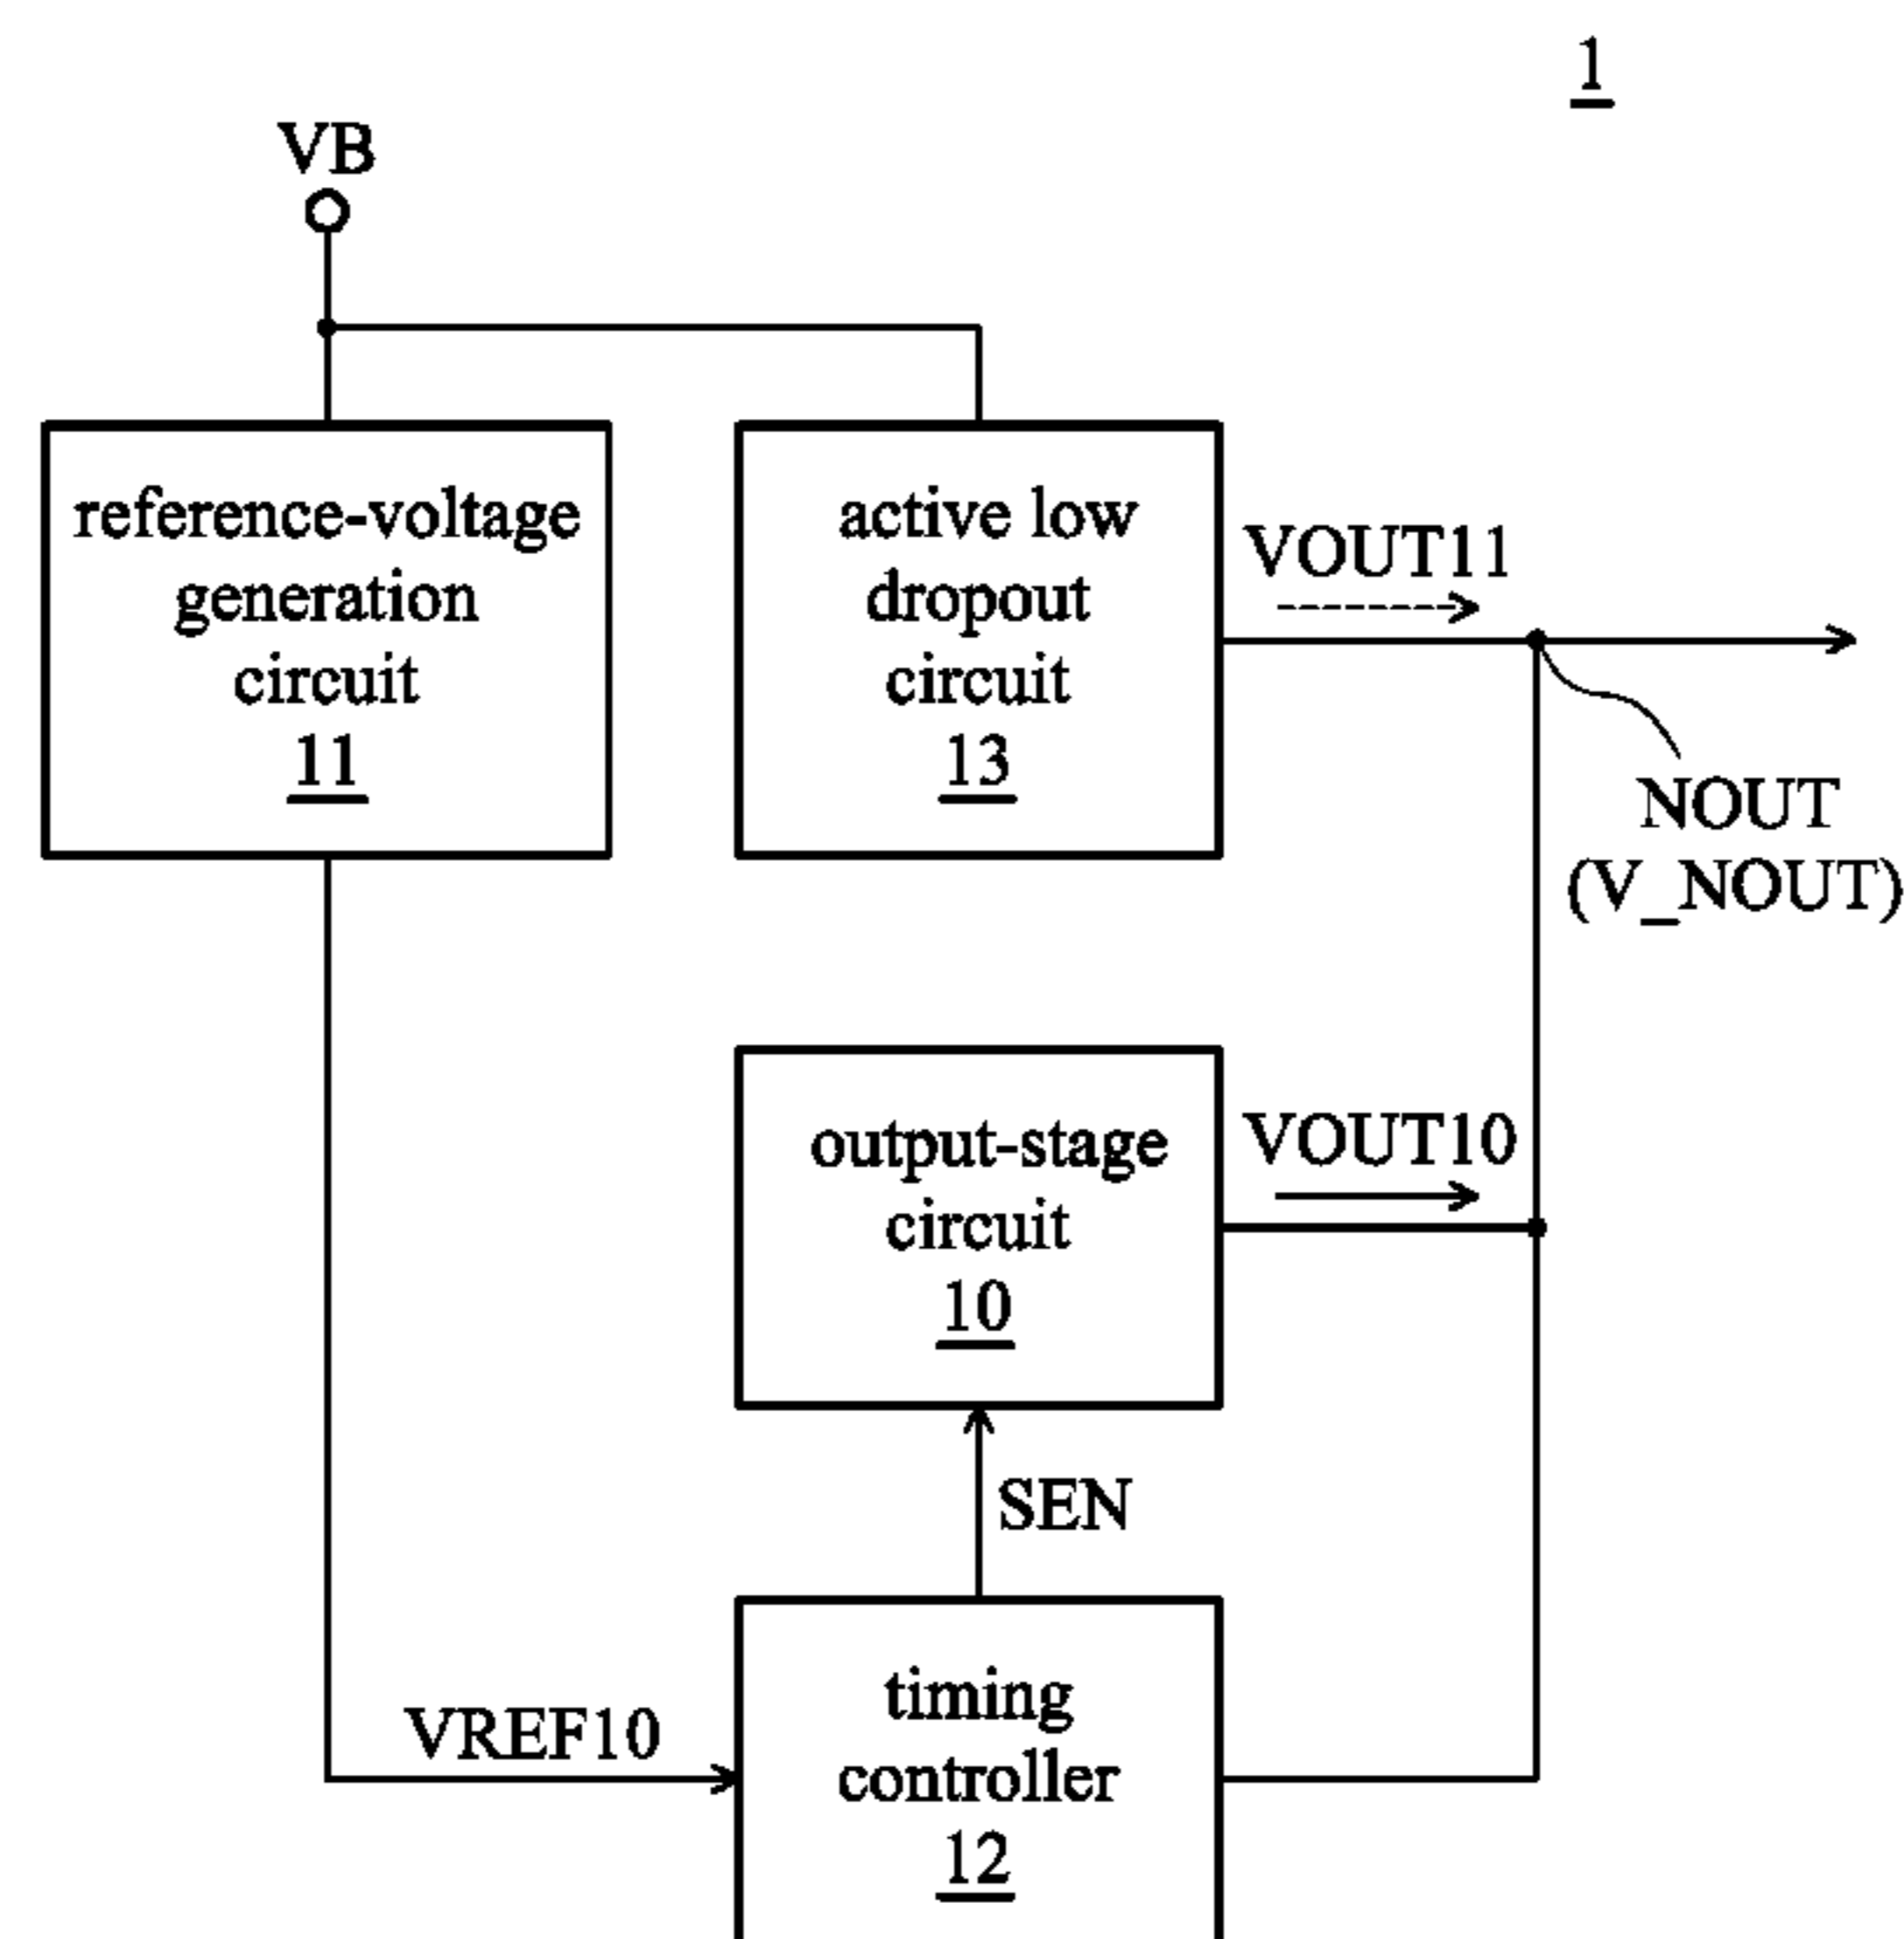 1
VB
reference-voltage
generation
circuit
11
active low
dropout
circuit
13
VOUT11
NOUT
(V_NOUT)
output-stage
circuit
10
VOUT10
SEN
VREF10
timing
controller
12